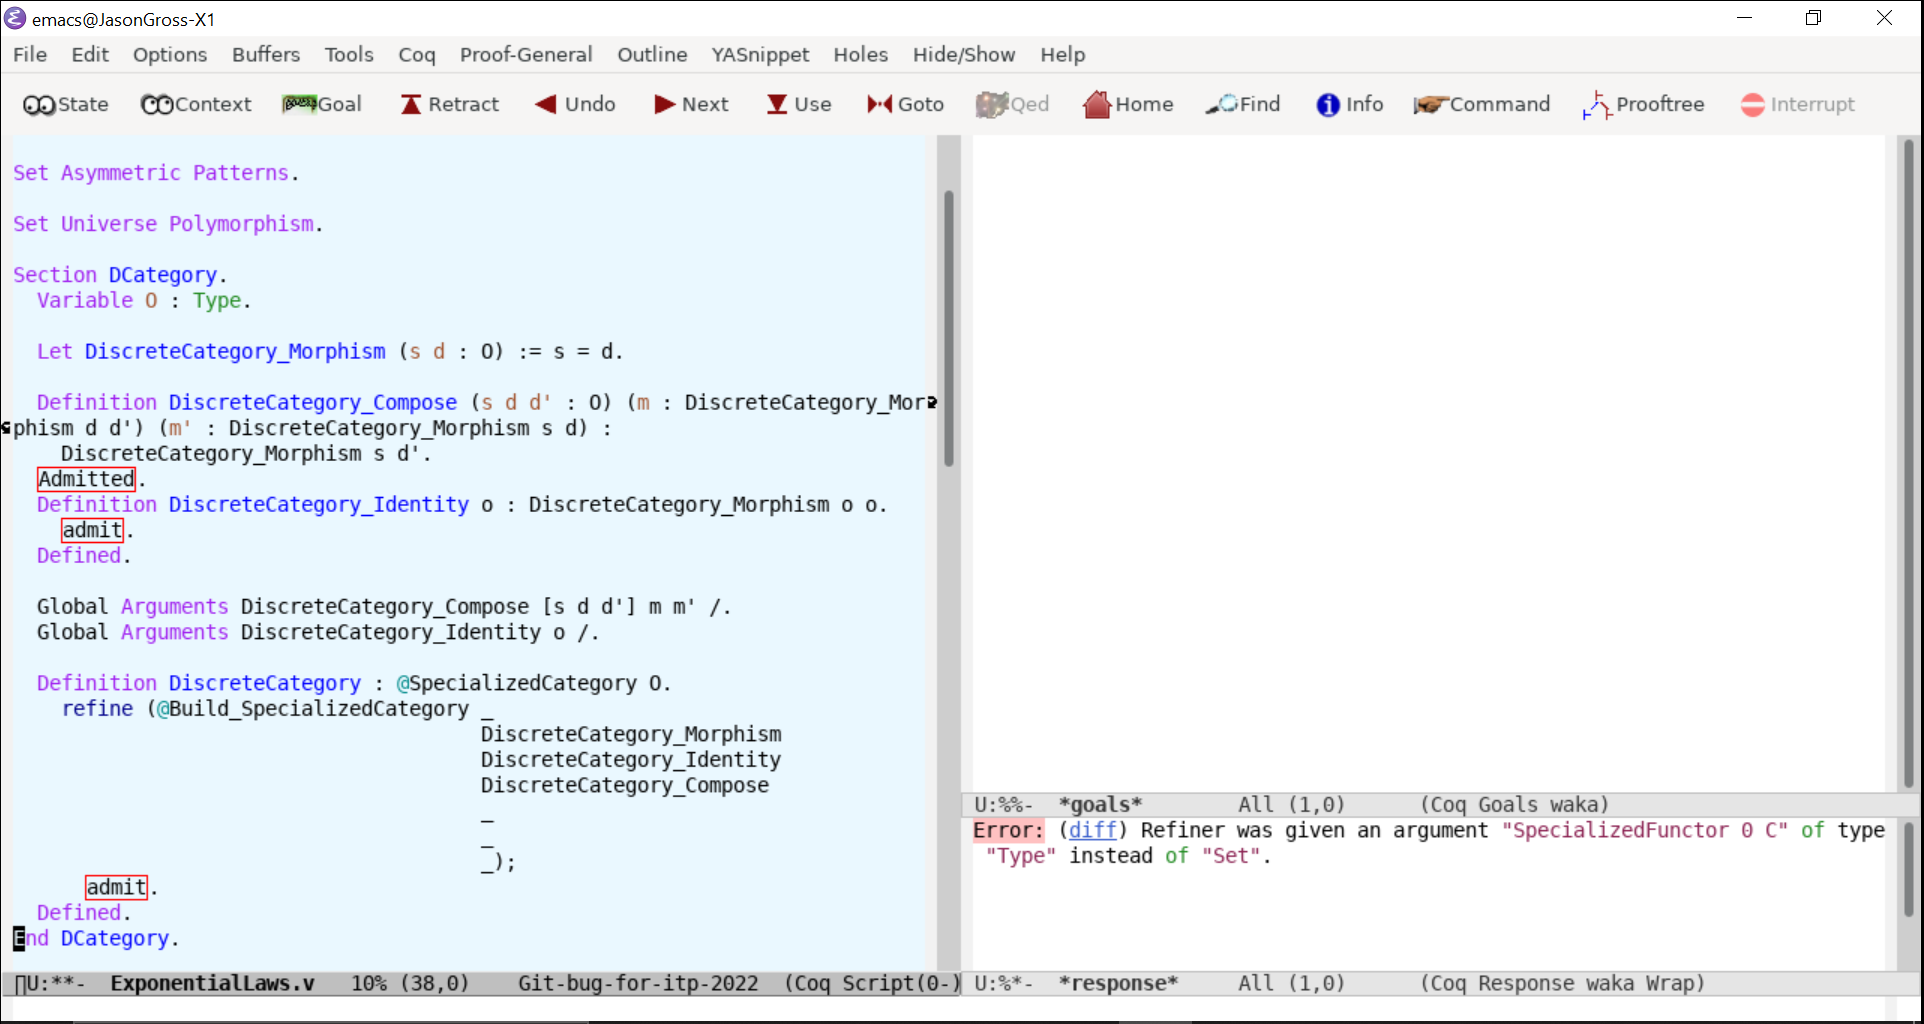 emacs@JasonGross-X1
File Edit Options Buffers Tools Coq Proof-General Outline YASnippet Holes Hide/Show Help
State Context Goal Retract Undo Next Use Goto Qed Home Find Info Command Prooftree Interrupt
Set Asymmetric Patterns.
Set Universe Polymorphism.
Section DCategory.
Variable O : Type.
Let DiscreteCategory_Morphism (s d : O) := s = d.
Definition DiscreteCategory_Compose (s d d' : O) (m : DiscreteCategory_Mor
phism d d') (m' : DiscreteCategory_Morphism s d) :
DiscreteCategory_Morphism s d'.
Admitted.
Definition DiscreteCategory_Identity o : DiscreteCategory_Morphism o o.
admit.
Defined.
Global Arguments DiscreteCategory_Compose [s d d'] m m' /.
Global Arguments DiscreteCategory_Identity o /.
Definition DiscreteCategory : @SpecializedCategory O.
refine (@Build_SpecializedCategory _
DiscreteCategory_Morphism
DiscreteCategory_Identity
DiscreteCategory_Compose
_
_
_);
admit.
Defined.
End DCategory.
U:**- ExponentialLaws.v 10% (38,0) Git-bug-for-itp-2022 (Coq Script(0-)
U:%%- *goals* All (1,0) (Coq Goals waka)
Error: (diff) Refiner was given an argument "SpecializedFunctor 0 C" of type
"Type" instead of "Set".
U:%*- *response* All (1,0) (Coq Response waka Wrap)